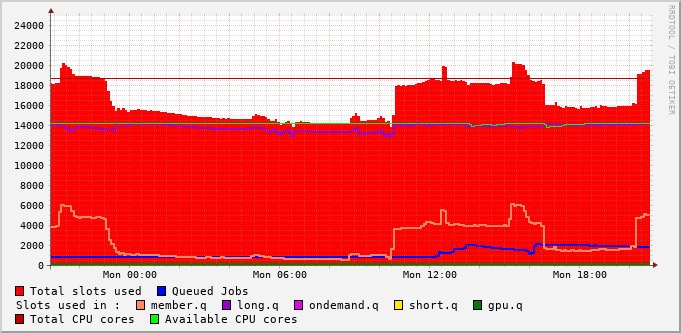 RRDTOOL / TOBI OETIKER
24000
22000
20000
18000
16000
14000
12000
10000
8000
6000
4000
2000
0
Mon 00:00 Mon 06:00 Mon 12:00 Mon 18:00
Total slots used Queued Jobs
Slots used in : member.q long.q ondemand.q short.q gpu.q
Total CPU cores Available CPU cores